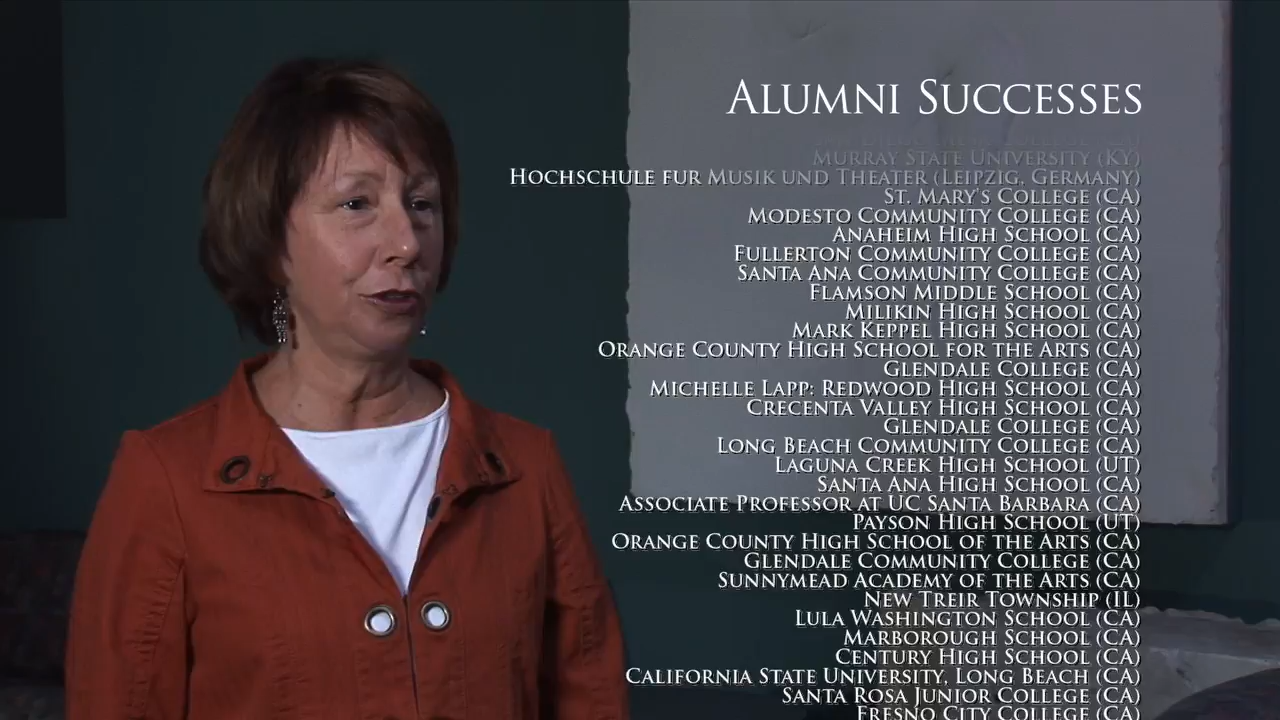 Alumni Successes
Murray State University (KY)
Hochschule fur Musik und Theater (Leipzig, Germany)
St. Mary's College (CA)
Modesto Community College (CA)
Anaheim High School (CA)
Fullerton Community College (CA)
Santa Ana Community College (CA)
Flamson Middle School (CA)
Milikin High School (CA)
Mark Keppel High School (CA)
Orange County High School for the Arts (CA)
Glendale College (CA)
Michelle Lapp: Redwood High School (CA)
Crecenta Valley High School (CA)
Glendale College (CA)
Long Beach Community College (CA)
Laguna Creek High School (UT)
Santa Ana High School (CA)
Associate Professor at UC Santa Barbara (CA)
Payson High School (UT)
Orange County High School of the Arts (CA)
Glendale Community College (CA)
Sunnymead Academy of the Arts (CA)
New Treir Township (IL)
Lula Washington School (CA)
Marborough School (CA)
Century High School (CA)
California State University, Long Beach (CA)
Santa Rosa Junior College (CA)
Fresno City College (CA)